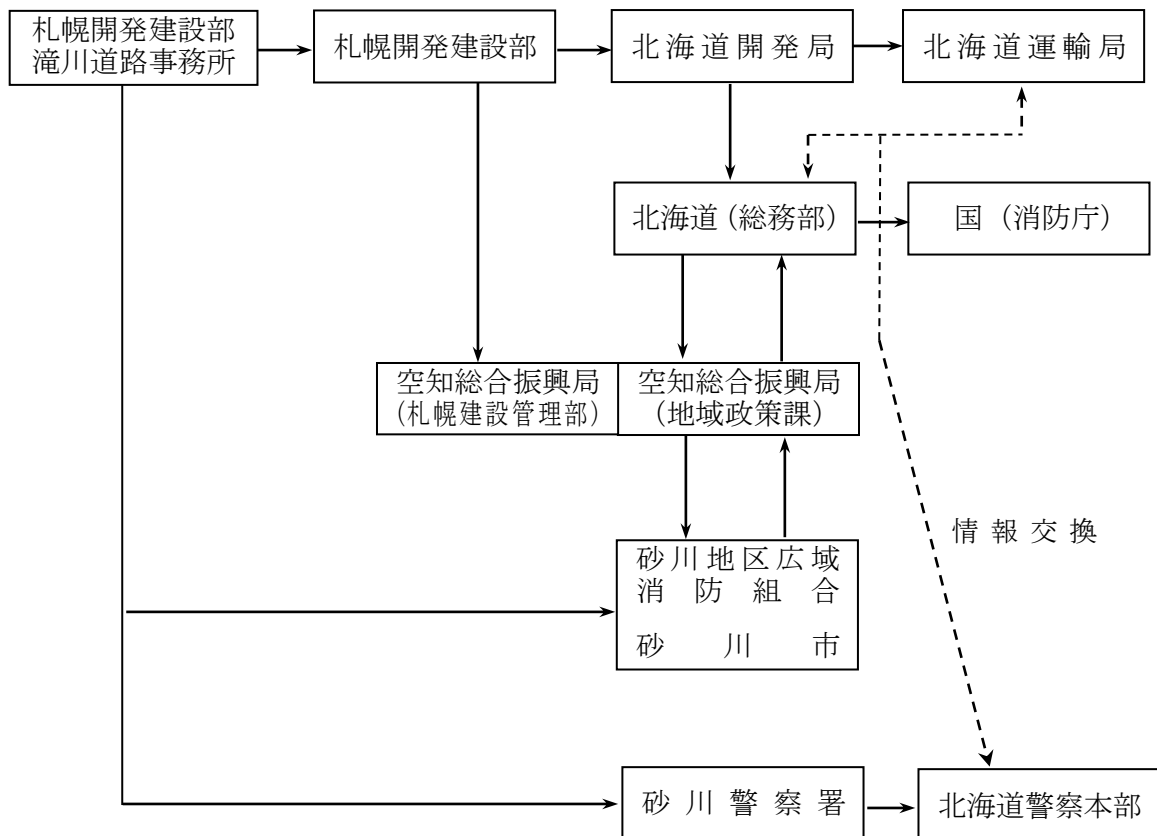 札幌開発建設部
滝川道路事務所
札幌開発建設部
北海道開発局
北海道運輸局
北海道（総務部）
国（消防庁）
空知総合振興局
（札幌建設管理部）
空知総合振興局
（地域政策課）
砂川地区広域
消防組合
砂川市
情報交換
砂川警察署
北海道警察本部